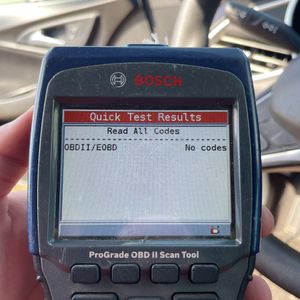 BOSCH
Quick Test Results
Read All Codes
OBDII/EOBD No codes
ProGrade OBD II Scan Tool